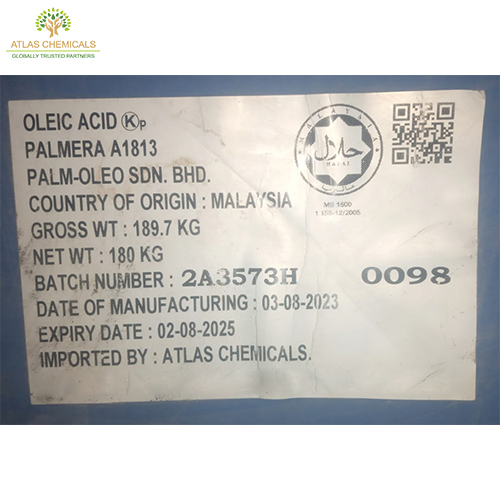 ATLAS CHEMICALS
GLOBALLY TRUSTED PARTNERS
OLEIC ACID Ⓚp
PALMERA A1813
PALM-OLEO SDN. BHD.
COUNTRY OF ORIGIN : MALAYSIA
GROSS WT : 189.7 KG
NET WT : 180 KG
BATCH NUMBER : 2A3573H 0098
DATE OF MANUFACTURING : 03-08-2023
EXPIRY DATE : 02-08-2025
IMPORTED BY : ATLAS CHEMICALS.
MALAYSIA
حلال
HALAL
MS 1500